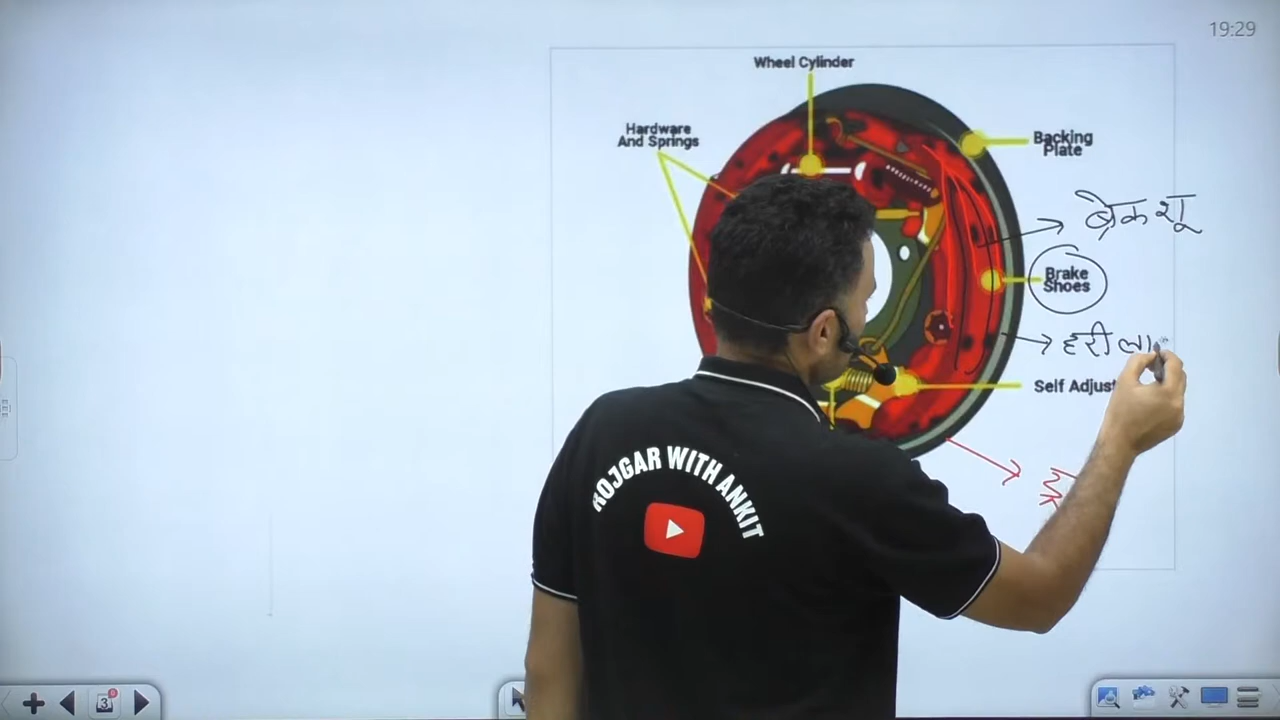 19:29
Wheel Cylinder
Hardware
And Springs
Backing
Plate
ब्रेक शू
Brake
Shoes
हरी ला
Self Adjust
ROJGAR WITH ANKIT
3